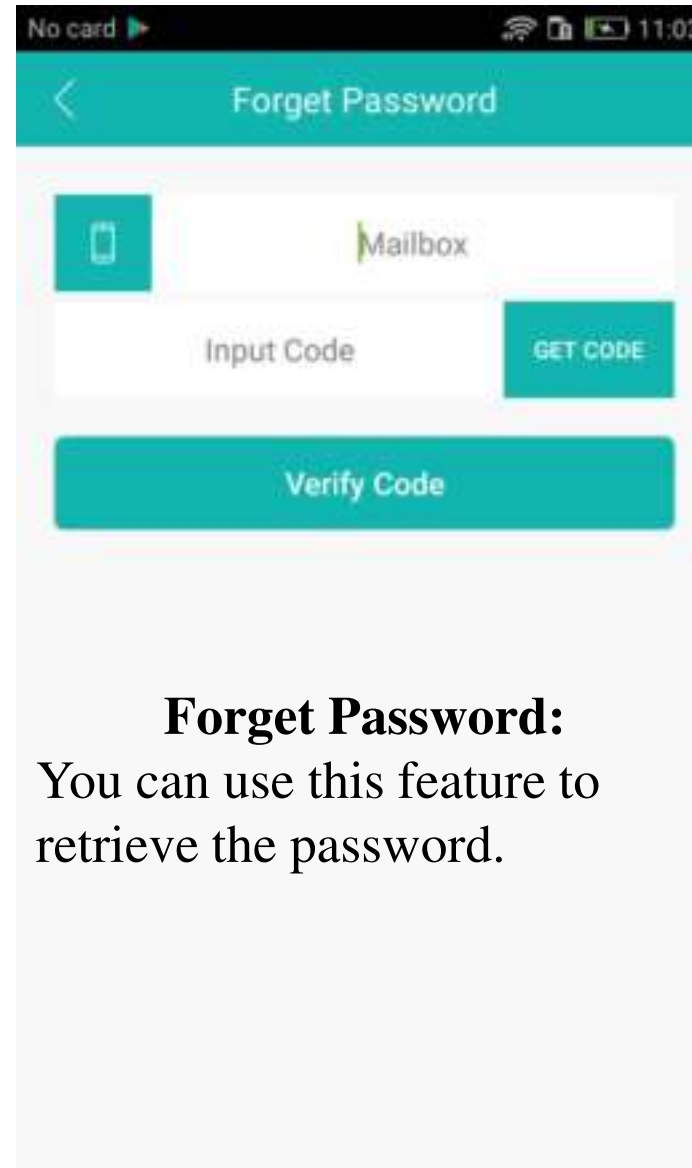 No card 11:02
Forget Password
Mailbox
Input Code GET CODE
Verify Code
Forget Password:
You can use this feature to
retrieve the password.